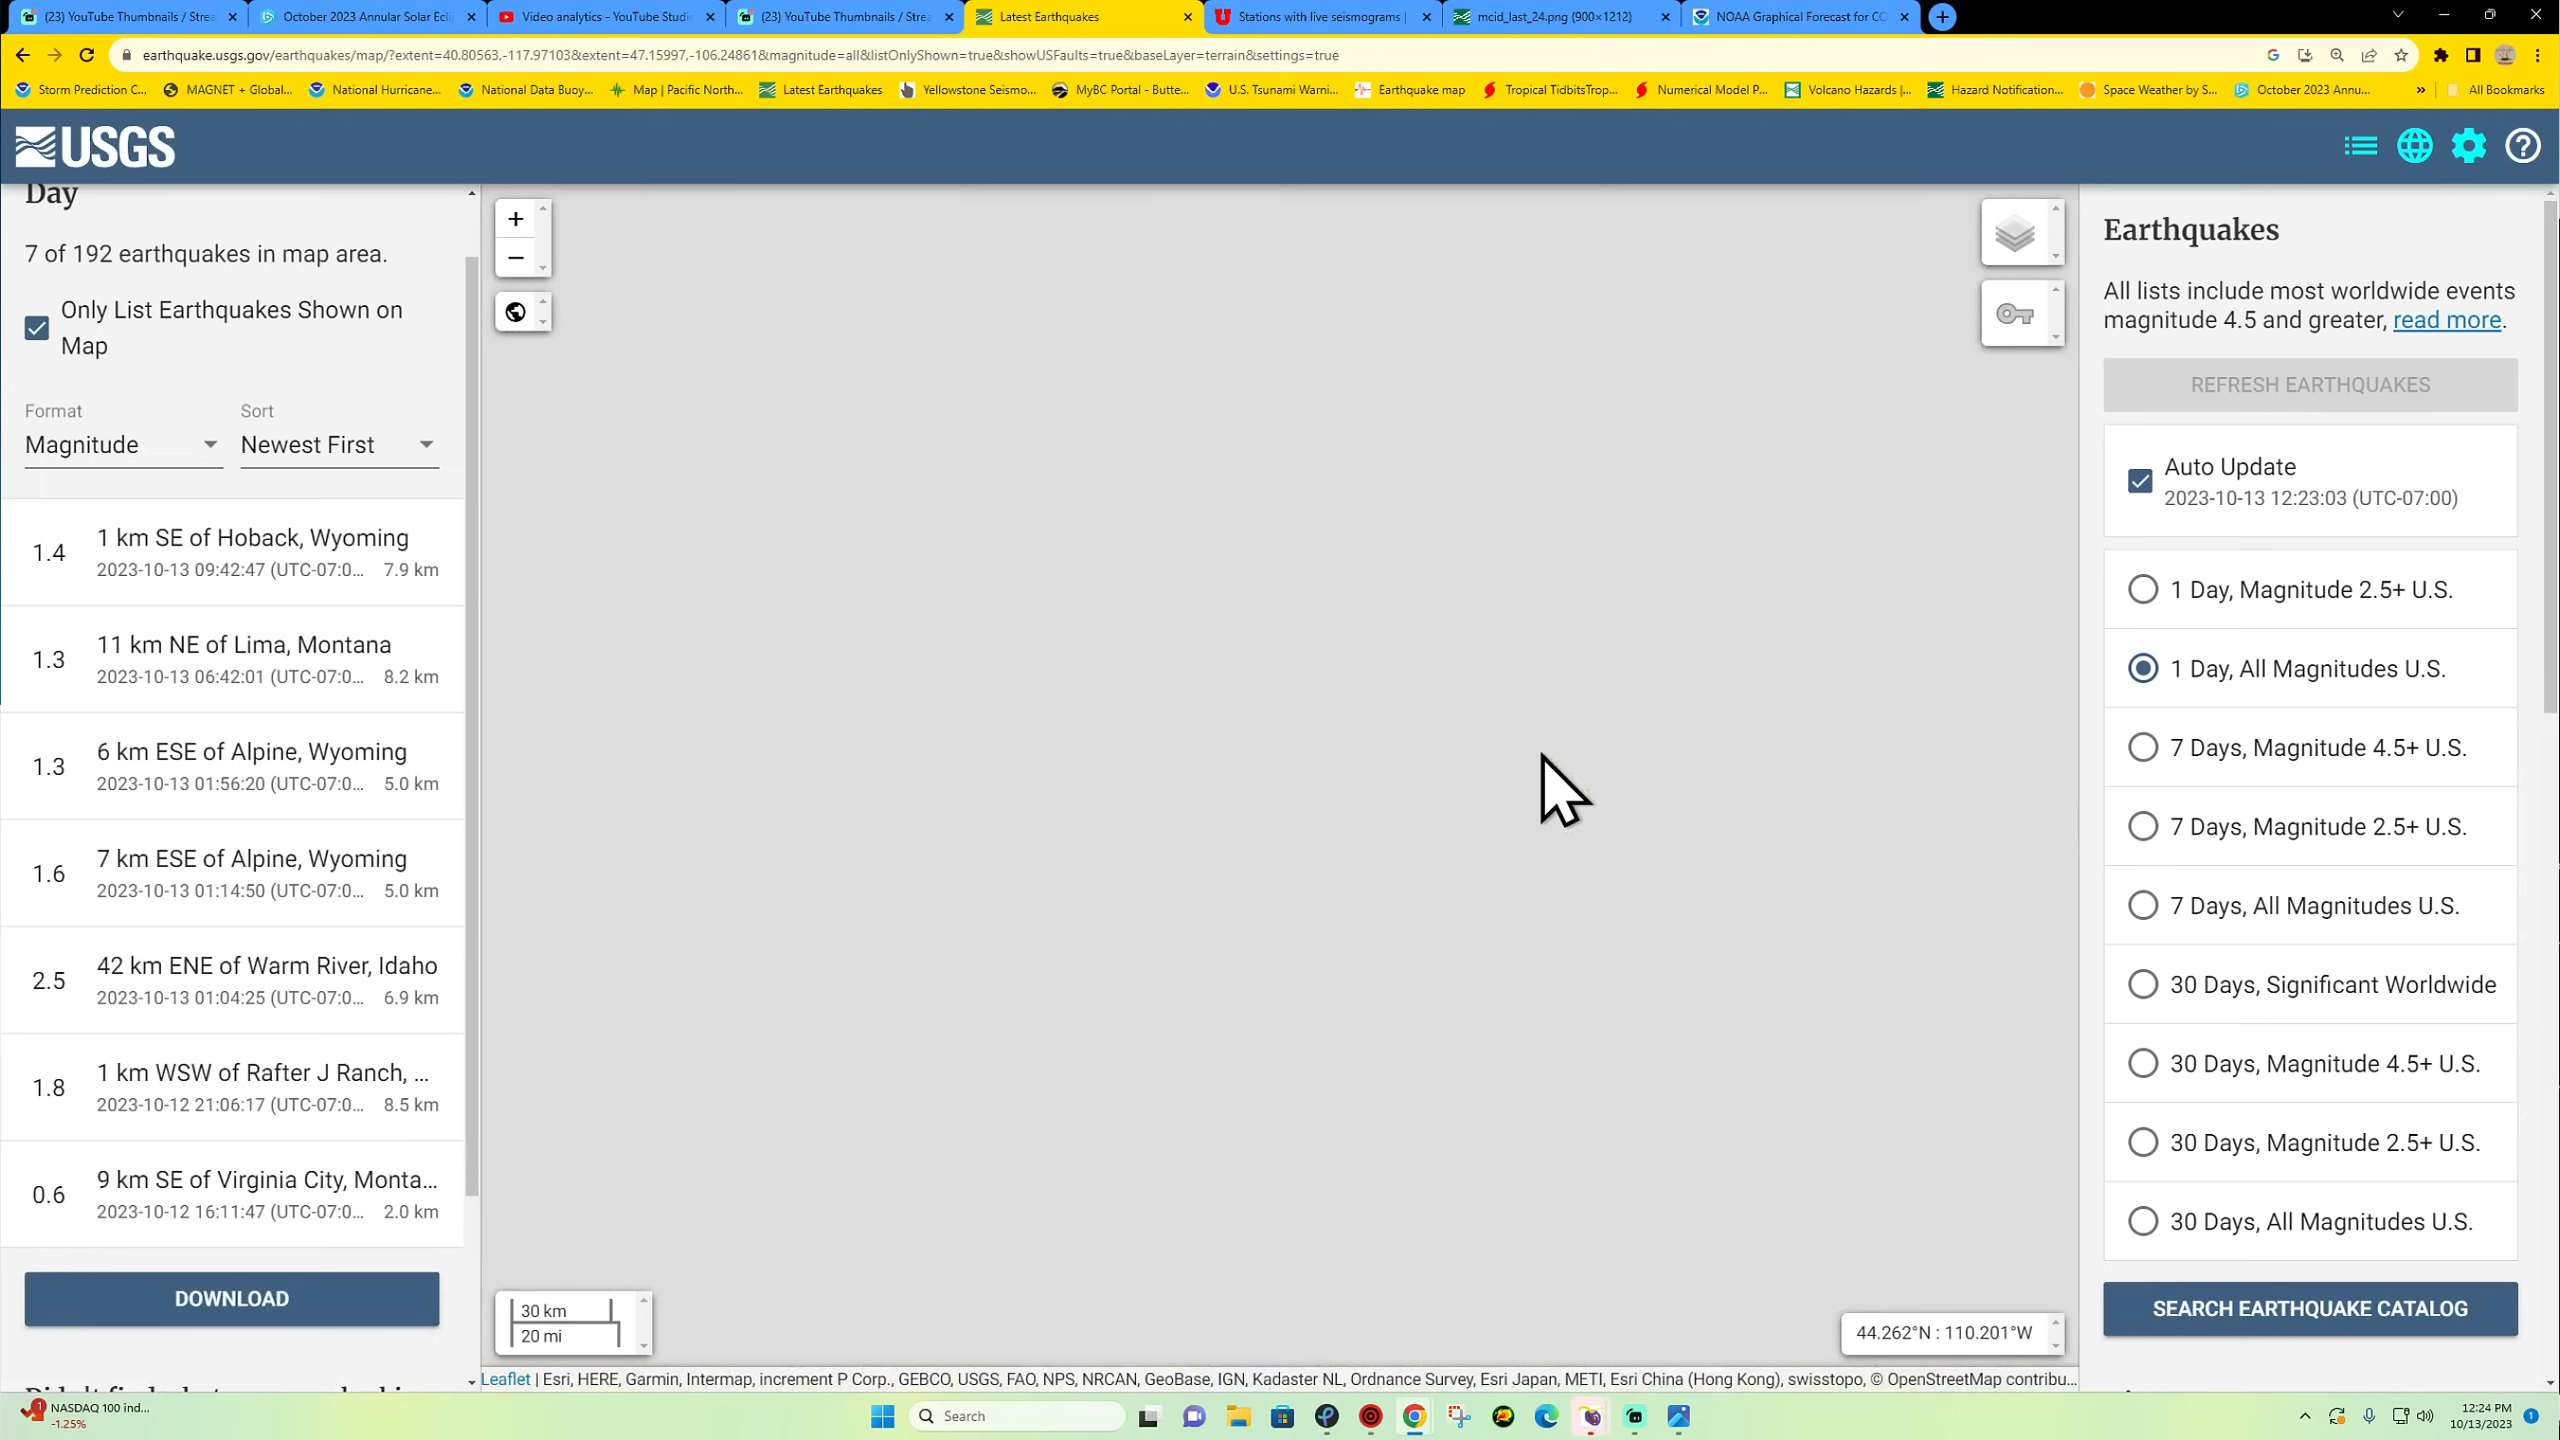 (23) YouTube Thumbnails / Strea
October 2023 Annular Solar Ecli
Video analytics - YouTube Studi
(23) YouTube Thumbnails / Strea
Latest Earthquakes
Stations with live seismograms |
mcid_last_24.png (900×1212)
NOAA Graphical Forecast for CC
earthquake.usgs.gov/earthquakes/map/?extent=40.80563,-117.97103&extent=47.15997,-106.24861&magnitude=all&listOnlyShown=true&showUSFaults=true&baseLayer=terrain&settings=true
Storm Prediction C...
MAGNET + Global...
National Hurricane...
National Data Buoy...
Map | Pacific North...
Latest Earthquakes
Yellowstone Seismo...
MyBC Portal - Butte...
U.S. Tsunami Warni...
Earthquake map
Tropical TidbitsTrop...
Numerical Model P...
Volcano Hazards |...
Hazard Notification...
Space Weather by S...
October 2023 Annu...
»
All Bookmarks
USGS
Day
7 of 192 earthquakes in map area.
Only List Earthquakes Shown on
Map
Format
Sort
Magnitude
Newest First
1.4
1 km SE of Hoback, Wyoming
2023-10-13 09:42:47 (UTC-07:0... 7.9 km
1.3
11 km NE of Lima, Montana
2023-10-13 06:42:01 (UTC-07:0... 8.2 km
1.3
6 km ESE of Alpine, Wyoming
2023-10-13 01:56:20 (UTC-07:0... 5.0 km
1.6
7 km ESE of Alpine, Wyoming
2023-10-13 01:14:50 (UTC-07:0... 5.0 km
2.5
42 km ENE of Warm River, Idaho
2023-10-13 01:04:25 (UTC-07:0... 6.9 km
1.8
1 km WSW of Rafter J Ranch, ...
2023-10-12 21:06:17 (UTC-07:0... 8.5 km
0.6
9 km SE of Virginia City, Monta...
2023-10-12 16:11:47 (UTC-07:0... 2.0 km
DOWNLOAD
+
−
30 km
20 mi
44.262°N : 110.201°W
Leaflet | Esri, HERE, Garmin, Intermap, increment P Corp., GEBCO, USGS, FAO, NPS, NRCAN, GeoBase, IGN, Kadaster NL, Ordnance Survey, Esri Japan, METI, Esri China (Hong Kong), swisstopo, © OpenStreetMap contribu...
Earthquakes
All lists include most worldwide events
magnitude 4.5 and greater, read more.
REFRESH EARTHQUAKES
Auto Update
2023-10-13 12:23:03 (UTC-07:00)
1 Day, Magnitude 2.5+ U.S.
1 Day, All Magnitudes U.S.
7 Days, Magnitude 4.5+ U.S.
7 Days, Magnitude 2.5+ U.S.
7 Days, All Magnitudes U.S.
30 Days, Significant Worldwide
30 Days, Magnitude 4.5+ U.S.
30 Days, Magnitude 2.5+ U.S.
30 Days, All Magnitudes U.S.
SEARCH EARTHQUAKE CATALOG
1
NASDAQ 100 ind...
-1.25%
Search
12:24 PM
10/13/2023
1